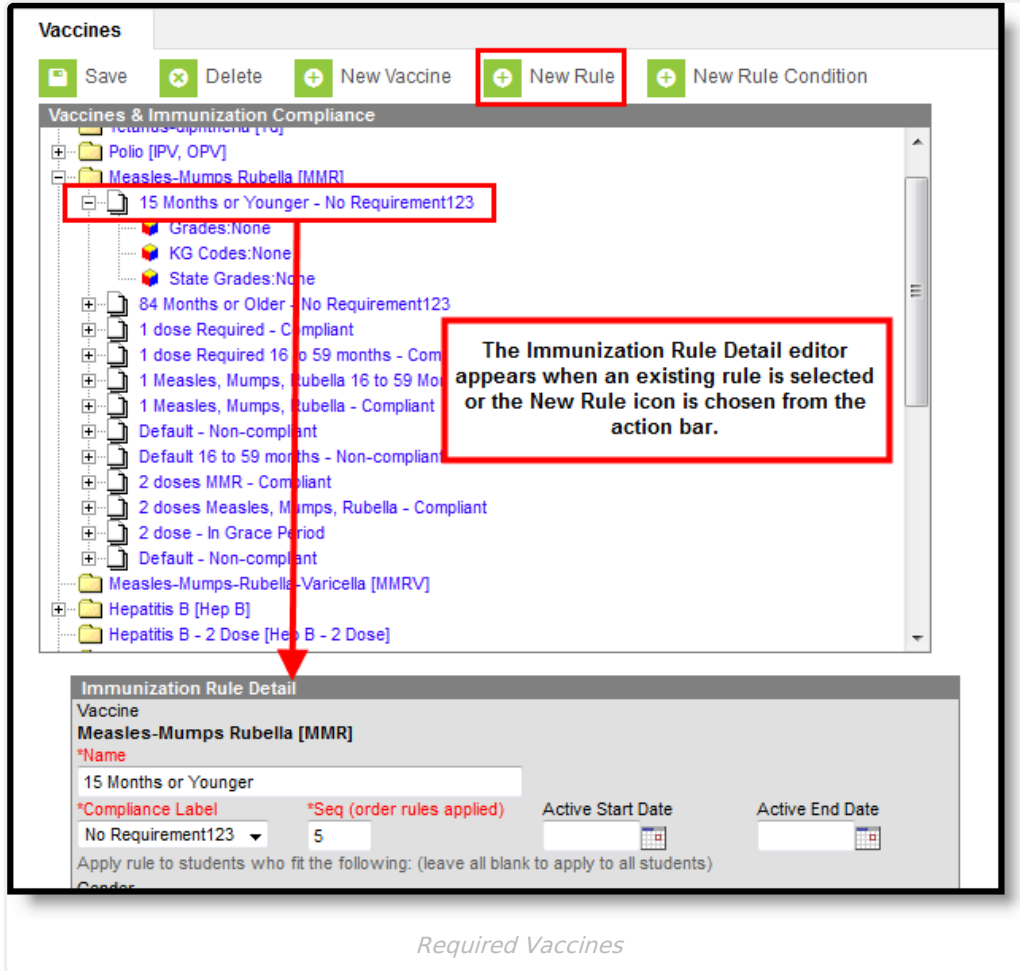 Vaccines
Save Delete New Vaccine New Rule New Rule Condition
Vaccines & Immunization Compliance
Tetanus-diphtheria [Td]
Polio [IPV, OPV]
Measles-Mumps Rubella [MMR]
15 Months or Younger - No Requirement123
Grades:None
KG Codes:None
State Grades:None
84 Months or Older - No Requirement123
1 dose Required - Compliant
1 dose Required 16 to 59 months - Com
1 Measles, Mumps, Rubella 16 to 59 Mo
1 Measles, Mumps, Rubella - Compliant
Default - Non-compliant
Default 16 to 59 months - Non-compliant
2 doses MMR - Compliant
2 doses Measles, Mumps, Rubella - Compliant
2 dose - In Grace Period
Default - Non-compliant
Measles-Mumps-Rubella-Varicella [MMRV]
Hepatitis B [Hep B]
Hepatitis B - 2 Dose [Hep B - 2 Dose]
The Immunization Rule Detail editor
appears when an existing rule is selected
or the New Rule icon is chosen from the
action bar.
Immunization Rule Detail
Vaccine
Measles-Mumps Rubella [MMR]
*Name
15 Months or Younger
*Compliance Label *Seq (order rules applied) Active Start Date Active End Date
No Requirement123 5
Apply rule to students who fit the following: (leave all blank to apply to all students)
Gender
Required Vaccines